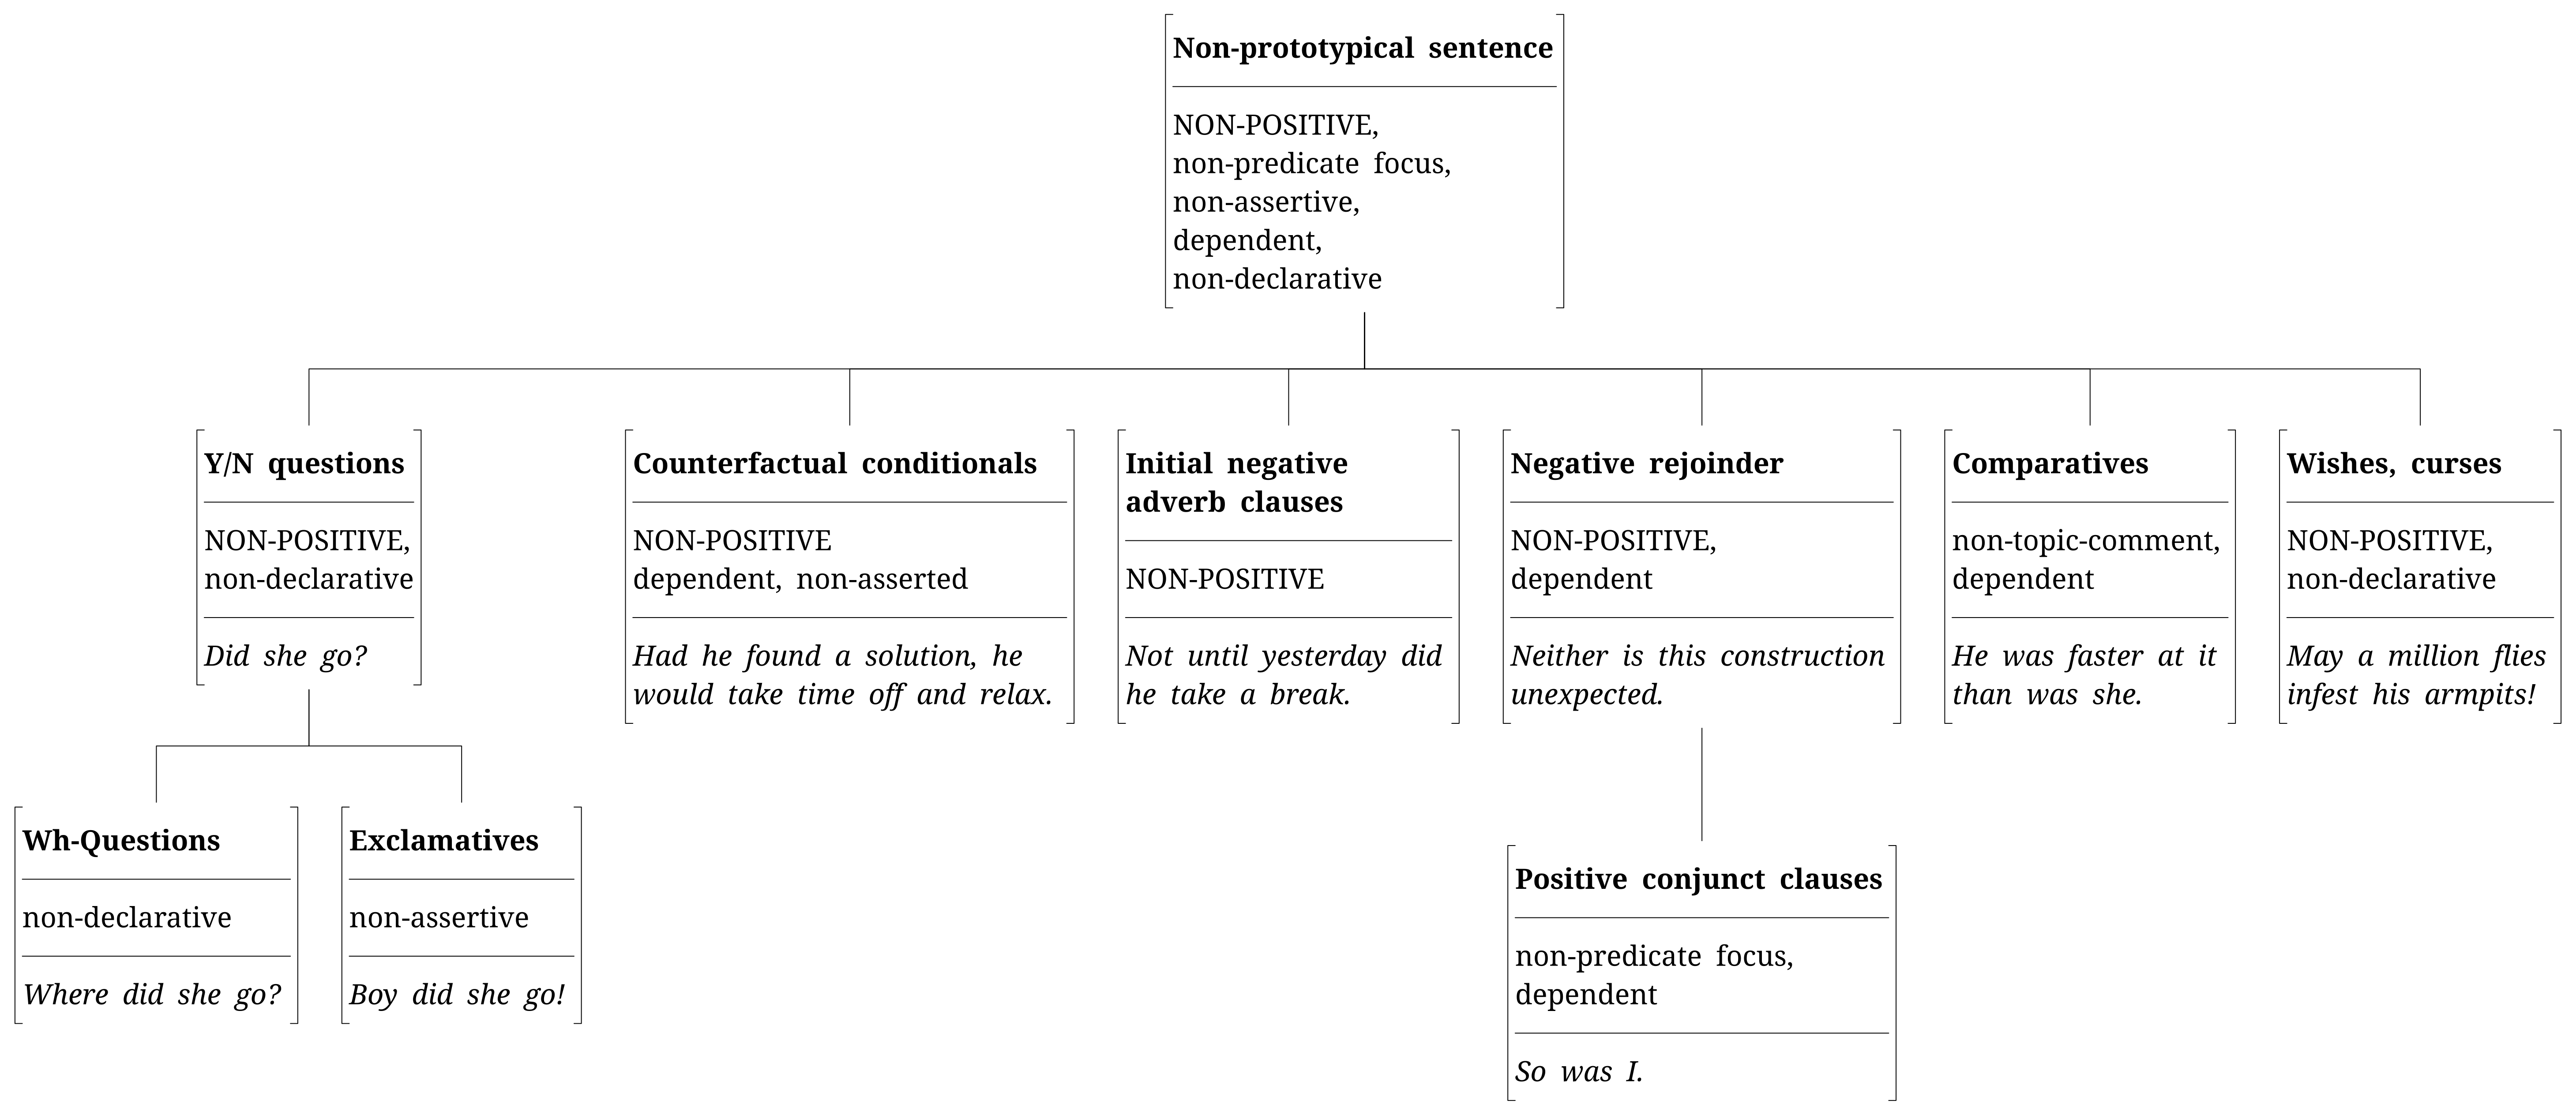 Non-prototypical sentence
NON-POSITIVE,
non-predicate focus,
non-assertive,
dependent,
non-declarative
Y/N questions
NON-POSITIVE,
non-declarative
Did she go?
Counterfactual conditionals
NON-POSITIVE
dependent, non-asserted
Had he found a solution, he
would take time off and relax.
Initial negative
adverb clauses
NON-POSITIVE
Not until yesterday did
he take a break.
Negative rejoinder
NON-POSITIVE,
dependent
Neither is this construction
unexpected.
Comparatives
non-topic-comment,
dependent
He was faster at it
than was she.
Wishes, curses
NON-POSITIVE,
non-declarative
May a million flies
infest his armpits!
Wh-Questions
non-declarative
Where did she go?
Exclamatives
non-assertive
Boy did she go!
Positive conjunct clauses
non-predicate focus,
dependent
So was I.